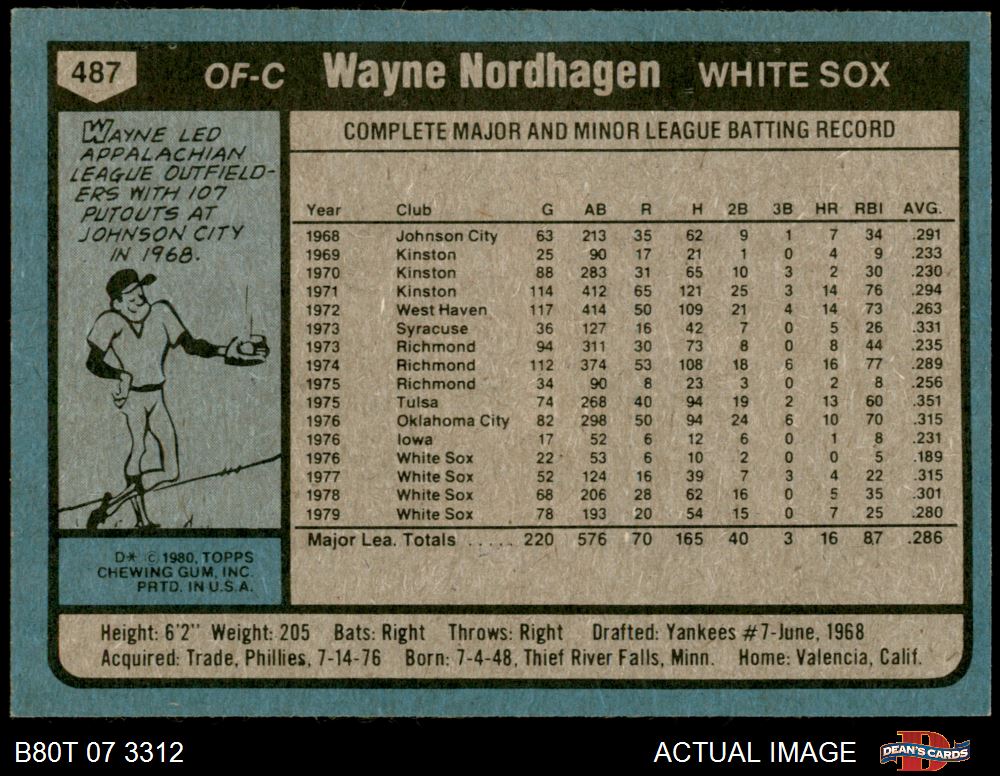 487 OF-C Wayne Nordhagen WHITE SOX
WAYNE LED
APPALACHIAN
LEAGUE OUTFIELD-
ERS WITH 107
PUTOUTS AT
JOHNSON CITY
IN 1968.
D* © 1980, TOPPS
CHEWING GUM, INC.
PRTD. IN U.S.A.
COMPLETE MAJOR AND MINOR LEAGUE BATTING RECORD
Year Club G AB R H 2B 3B HR RBI AVG.
1968 Johnson City 63 213 35 62 9 1 7 34 .291
1969 Kinston 25 90 17 21 1 0 4 9 .233
1970 Kinston 88 283 31 65 10 3 2 30 .230
1971 Kinston 114 412 65 121 25 3 14 76 .294
1972 West Haven 117 414 50 109 21 4 14 73 .263
1973 Syracuse 36 127 16 42 7 0 5 26 .331
1973 Richmond 94 311 30 73 8 0 8 44 .235
1974 Richmond 112 374 53 108 18 6 16 77 .289
1975 Richmond 34 90 8 23 3 0 2 8 .256
1975 Tulsa 74 268 40 94 19 2 13 60 .351
1976 Oklahoma City 82 298 50 94 24 6 10 70 .315
1976 Iowa 17 52 6 12 6 0 1 8 .231
1976 White Sox 22 53 6 10 2 0 0 5 .189
1977 White Sox 52 124 16 39 7 3 4 22 .315
1978 White Sox 68 206 28 62 16 0 5 35 .301
1979 White Sox 78 193 20 54 15 0 7 25 .280
Major Lea. Totals ..... 220 576 70 165 40 3 16 87 .286
Height: 6'2" Weight: 205 Bats: Right Throws: Right Drafted: Yankees #7-June, 1968
Acquired: Trade, Phillies, 7-14-76 Born: 7-4-48, Thief River Falls, Minn. Home: Valencia, Calif.
B80T 07 3312 ACTUAL IMAGE DEAN'S CARDS